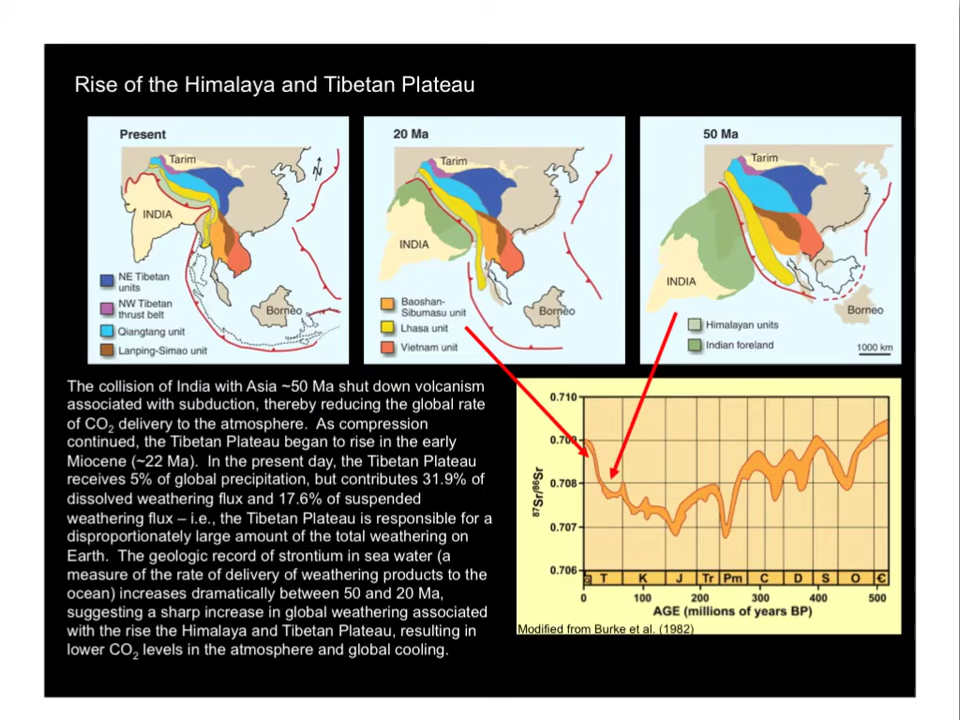 Rise of the Himalaya and Tibetan Plateau
Present
Tarim
N
INDIA
Borneo
NE Tibetan
units
NW Tibetan
thrust belt
Qiangtang unit
Lanping-Simao unit
20 Ma
Tarim
INDIA
Borneo
Baoshan-
Sibumasu unit
Lhasa unit
Vietnam unit
50 Ma
Tarim
INDIA
Borneo
Himalayan units
Indian foreland
1000 km
The collision of India with Asia ~50 Ma shut down volcanism
associated with subduction, thereby reducing the global rate
of CO2 delivery to the atmosphere. As compression
continued, the Tibetan Plateau began to rise in the early
Miocene (~22 Ma). In the present day, the Tibetan Plateau
receives 5% of global precipitation, but contributes 31.9% of
dissolved weathering flux and 17.6% of suspended
weathering flux – i.e., the Tibetan Plateau is responsible for a
disproportionately large amount of the total weathering on
Earth. The geologic record of strontium in sea water (a
measure of the rate of delivery of weathering products to the
ocean) increases dramatically between 50 and 20 Ma,
suggesting a sharp increase in global weathering associated
with the rise the Himalaya and Tibetan Plateau, resulting in
lower CO2 levels in the atmosphere and global cooling.
0.710
0.709
0.708
0.707
0.706
87Sr/86Sr
T K J Tr Pm C D S O Є
0 100 200 300 400 500
AGE (millions of years BP)
Modified from Burke et al. (1982)